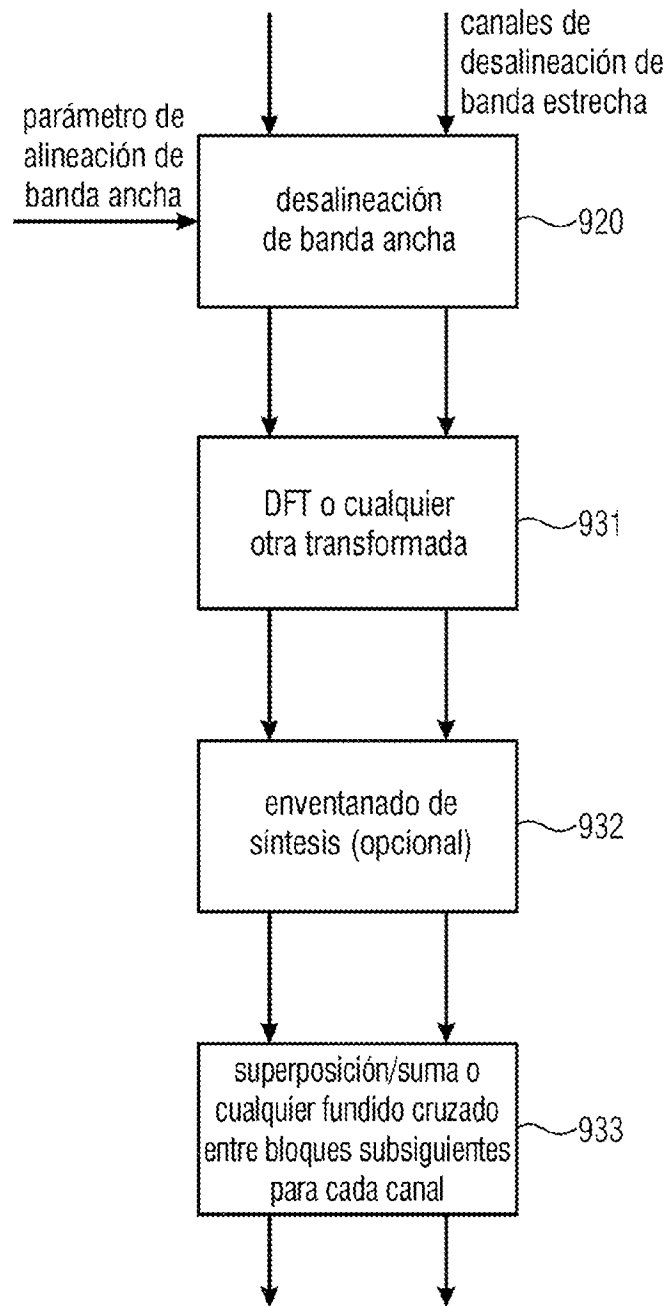 canales de
desalineación de
banda estrecha
parámetro de
alineación de
banda ancha
desalineación
de banda ancha
920
DFT o cualquier
otra transformada
931
enventanado de
síntesis (opcional)
932
superposición/suma o
cualquier fundido cruzado
entre bloques subsiguientes
para cada canal
933